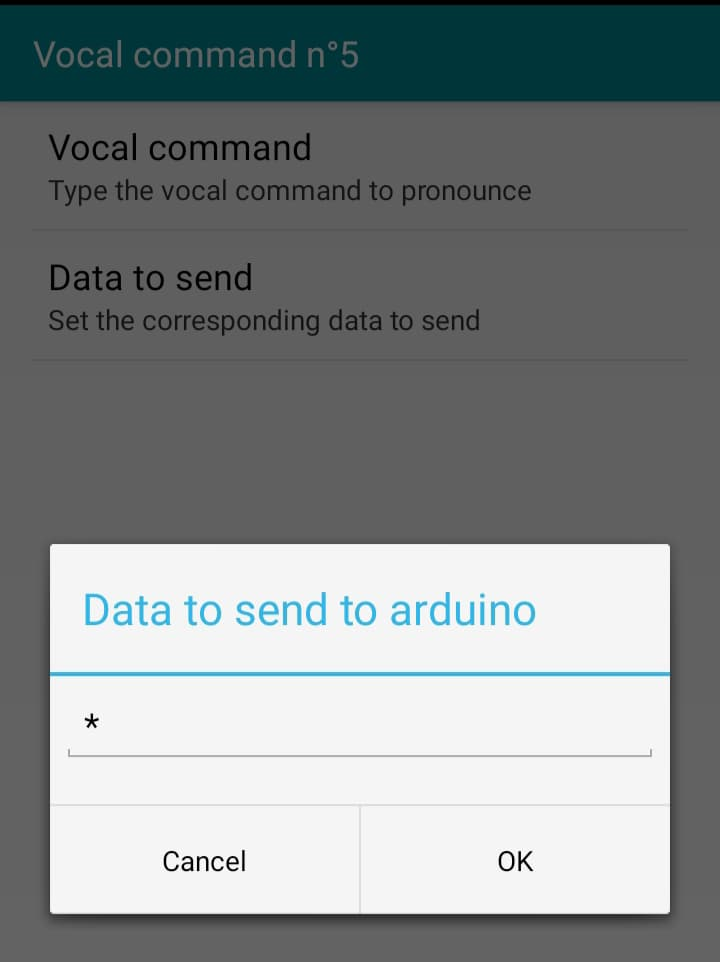 Vocal command n°5
Vocal command
Type the vocal command to pronounce
Data to send
Set the corresponding data to send
Data to send to arduino
*
Cancel
OK